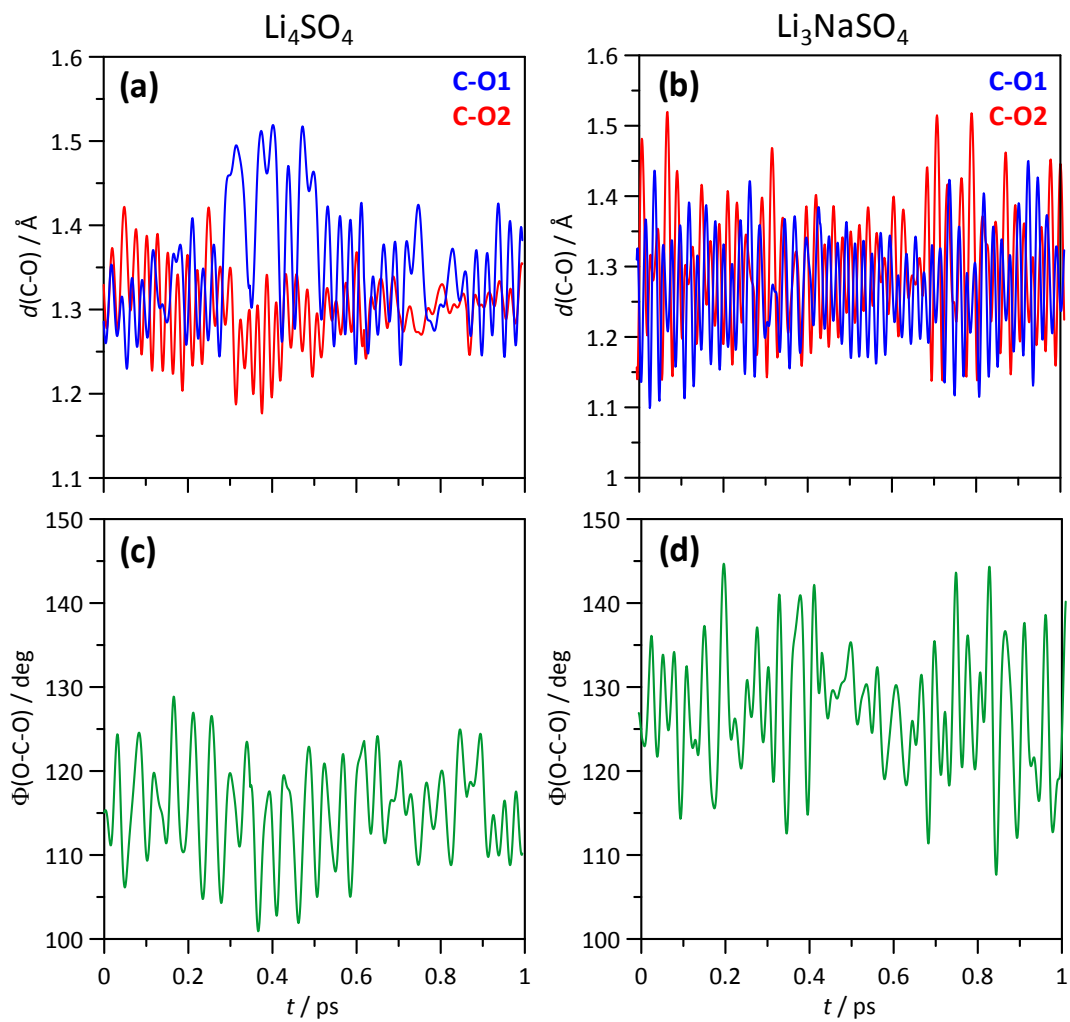 Li₄SO₄
Li₃NaSO₄
(a)
C-O1
C-O2
1.6
1.5
1.4
1.3
1.2
1.1
d(C-O) / Å
(b)
C-O1
C-O2
1.6
1.5
1.4
1.3
1.2
1.1
1
d(C-O) / Å
(c)
150
140
130
120
110
100
Φ(O-C-O) / deg
0 0.2 0.4 0.6 0.8 1
t / ps
(d)
150
140
130
120
110
100
Φ(O-C-O) / deg
0 0.2 0.4 0.6 0.8 1
t / ps